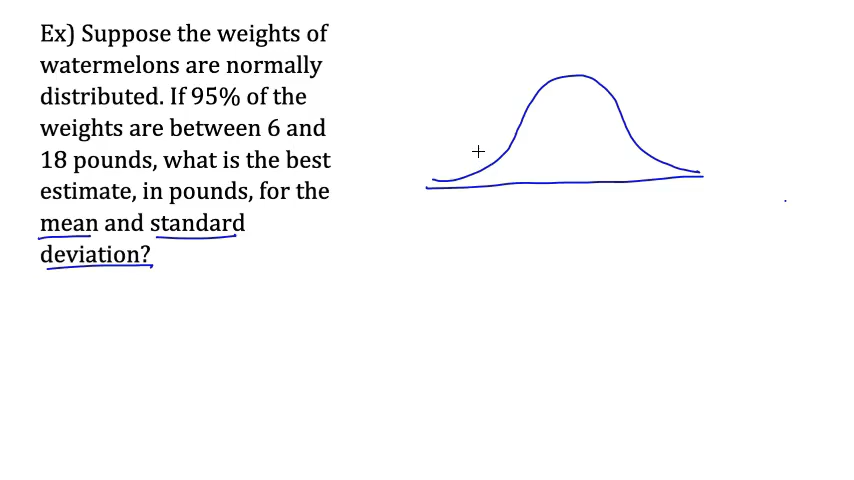 Ex) Suppose the weights of
watermelons are normally
distributed. If 95% of the
weights are between 6 and
18 pounds, what is the best
estimate, in pounds, for the
mean and standard
deviation?